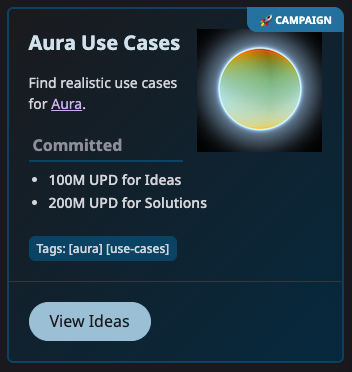 🚀 CAMPAIGN
Aura Use Cases
Find realistic use cases
for Aura.
Committed
• 100M UPD for Ideas
• 200M UPD for Solutions
Tags: [aura] [use-cases]
View Ideas